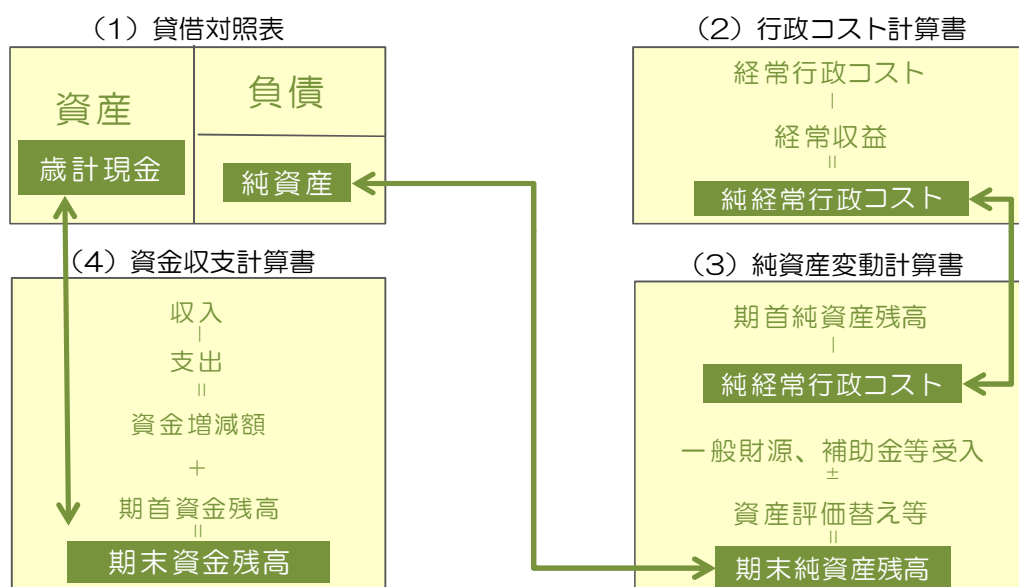 （1）貸借対照表
資産
歳計現金
負債
純資産
（2）行政コスト計算書
経常行政コスト
－
経常収益
＝
純経常行政コスト
（4）資金収支計算書
収入
－
支出
＝
資金増減額
＋
期首資金残高
＝
期末資金残高
（3）純資産変動計算書
期首純資産残高
－
純経常行政コスト
一般財源、補助金等受入
±
資産評価替え等
＝
期末純資産残高